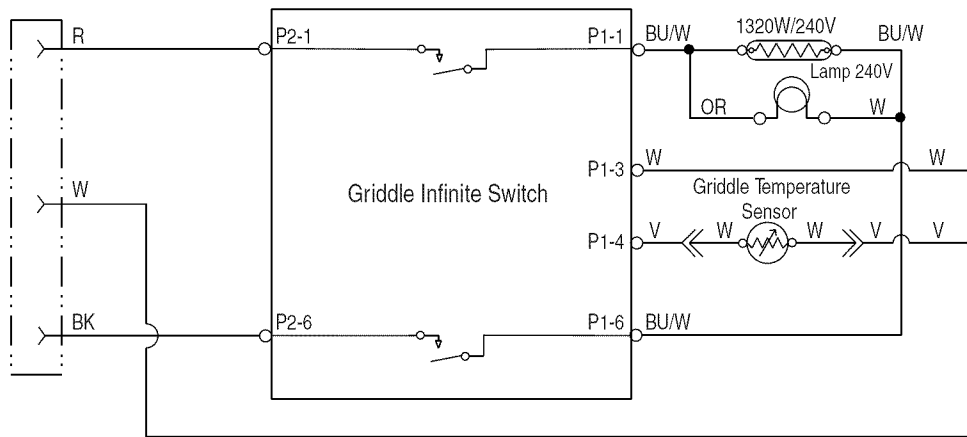 R
P2-1
P1-1
BU/W
1320W/240V
BU/W
Lamp 240V
OR
W
W
P1-3
W
W
Griddle Infinite Switch
Griddle Temperature
Sensor
P1-4
V
W
W
V
V
BK
P2-6
P1-6
BU/W